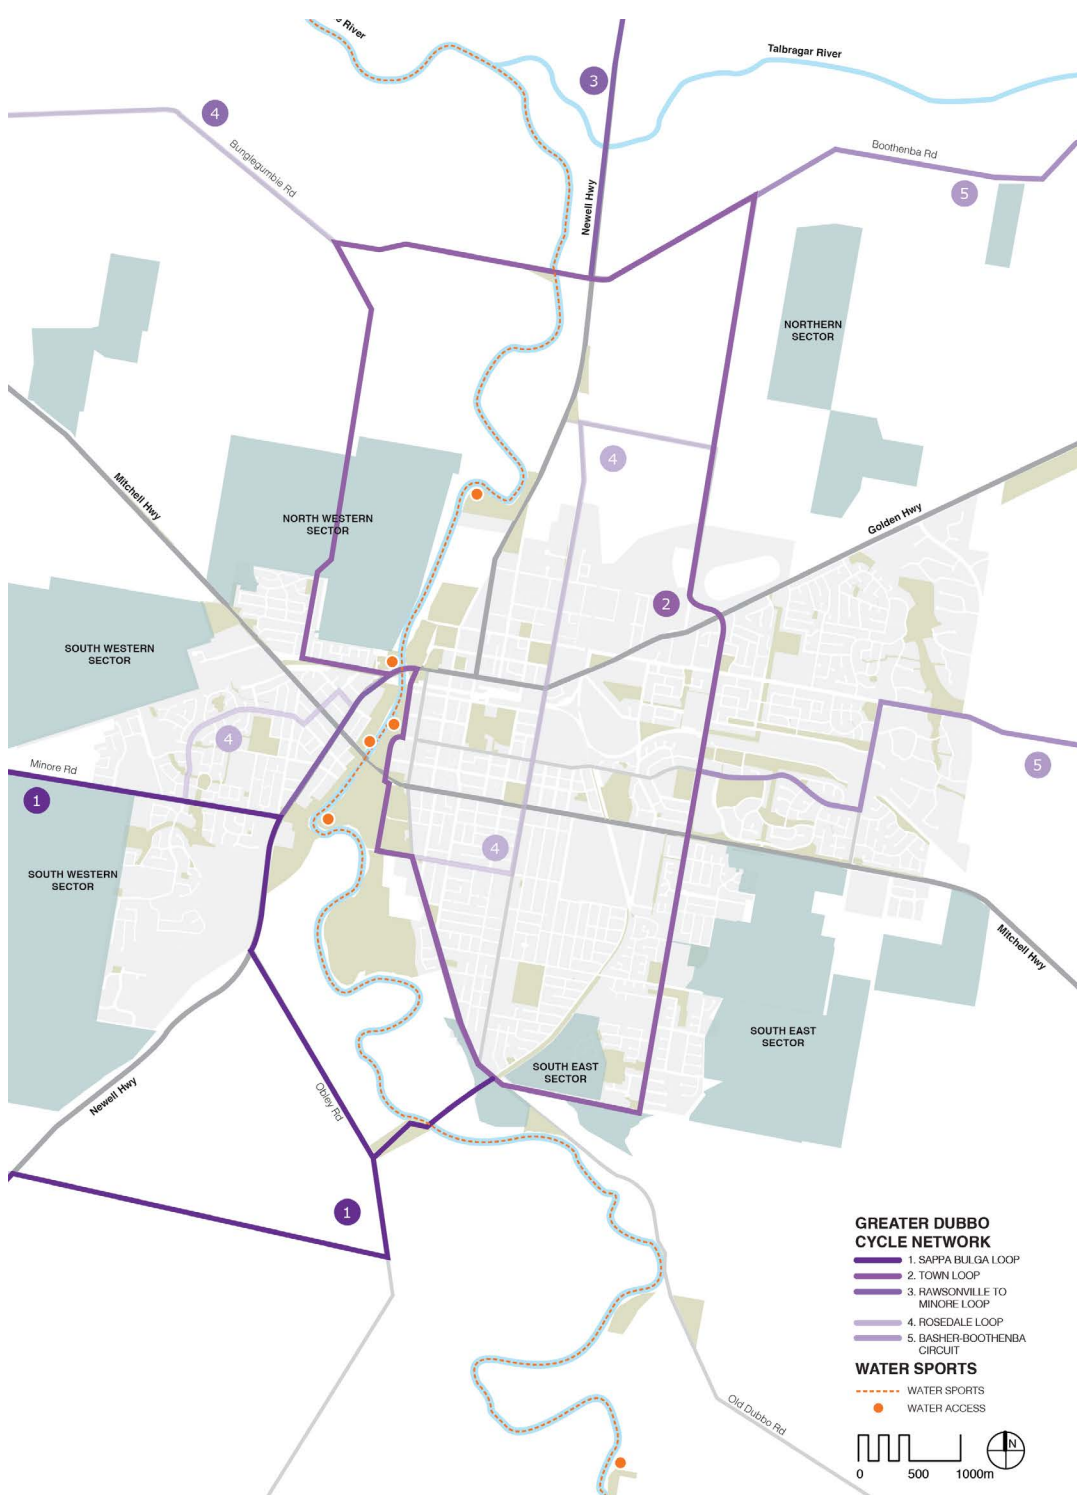 River
Talbragar River
3
4
Bunglegumbie Rd
Boothenba Rd
5
Newell Hwy
NORTHERN
SECTOR
4
Mitchell Hwy
Golden Hwy
NORTH WESTERN
SECTOR
2
SOUTH WESTERN
SECTOR
4
Minore Rd
5
1
4
SOUTH WESTERN
SECTOR
Mitchell Hwy
SOUTH EAST
SECTOR
SOUTH EAST
SECTOR
Newell Hwy
Obley Rd
1
Old Dubbo Rd
GREATER DUBBO
CYCLE NETWORK
1. SAPPA BULGA LOOP
2. TOWN LOOP
3. RAWSONVILLE TO
MINORE LOOP
4. ROSEDALE LOOP
5. BASHER-BOOTHENBA
CIRCUIT
WATER SPORTS
WATER SPORTS
WATER ACCESS
N
0 500 1000m